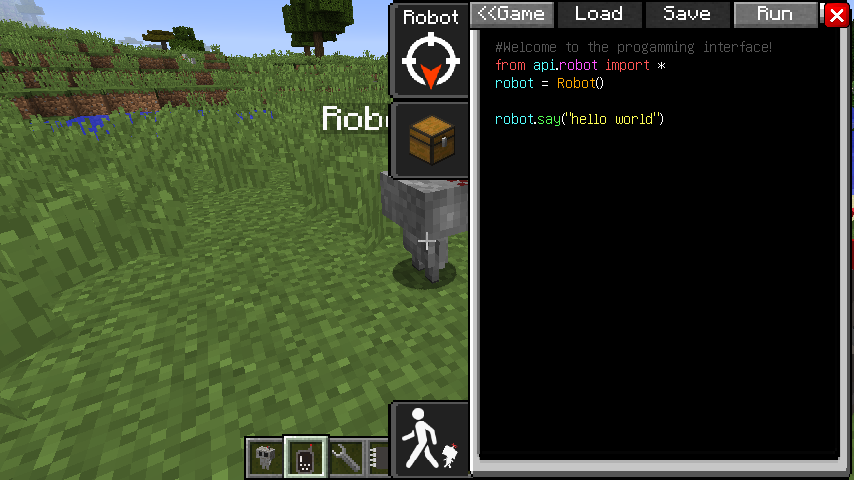 Robot
<<Game Load Save Run
#Welcome to the progamming interface!
from api.robot import *
robot = Robot()
robot.say("hello world")
Rob